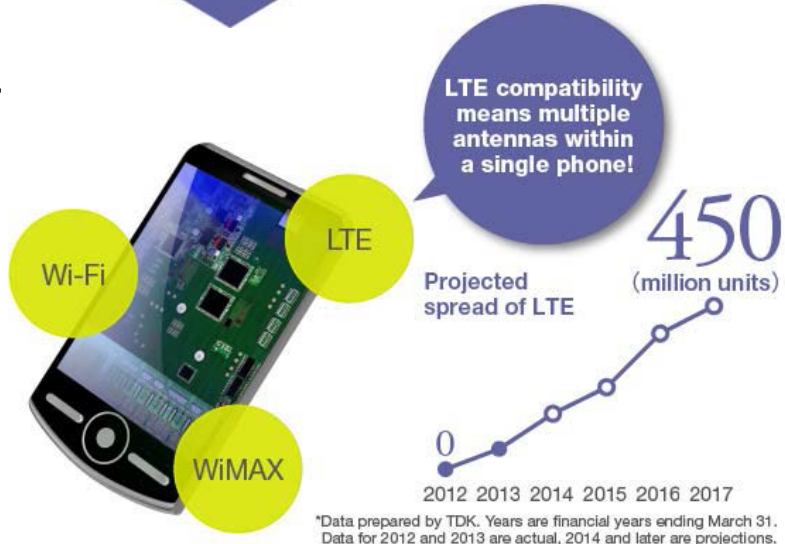 LTE compatibility
means multiple
antennas within
a single phone!
LTE
Wi-Fi
WiMAX
Projected
spread of LTE
450
(million units)
0
2012 2013 2014 2015 2016 2017
*Data prepared by TDK. Years are financial years ending March 31.
Data for 2012 and 2013 are actual, 2014 and later are projections.